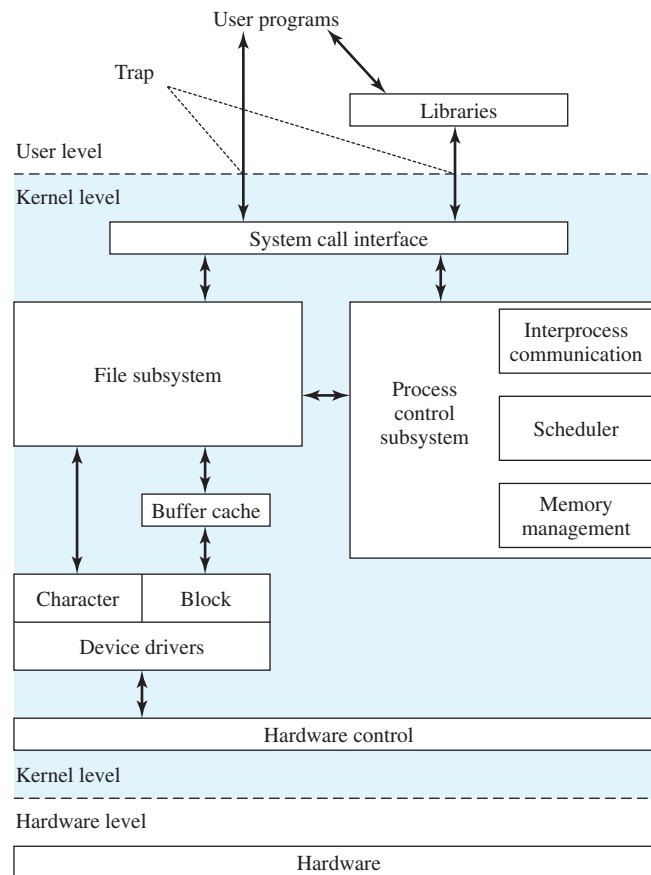 User programs
Trap
Libraries
User level
Kernel level
System call interface
File subsystem
Process
control
subsystem
Interprocess
communication
Scheduler
Memory
management
Buffer cache
Character
Block
Device drivers
Hardware control
Kernel level
Hardware level
Hardware